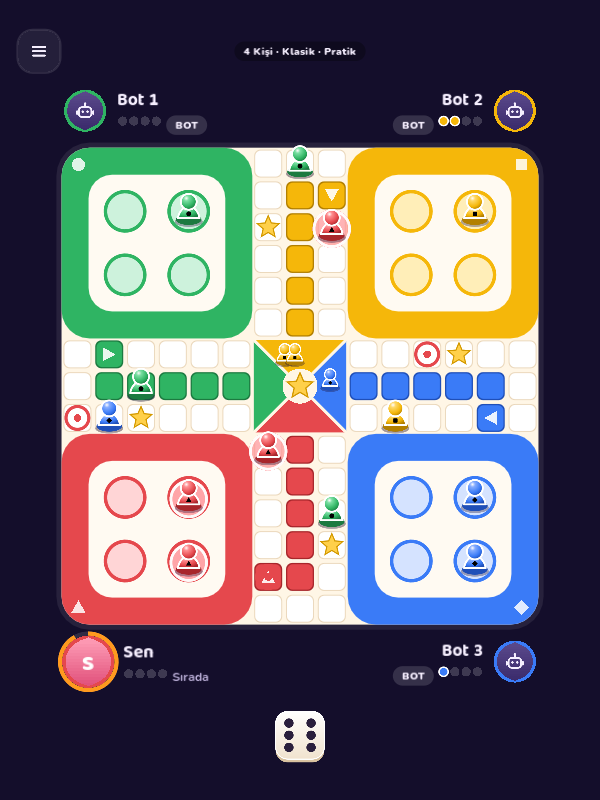 4 Kişi · Klasik · Pratik
Bot 1
BOT
Bot 2
BOT
S
Sen
Sırada
Bot 3
BOT